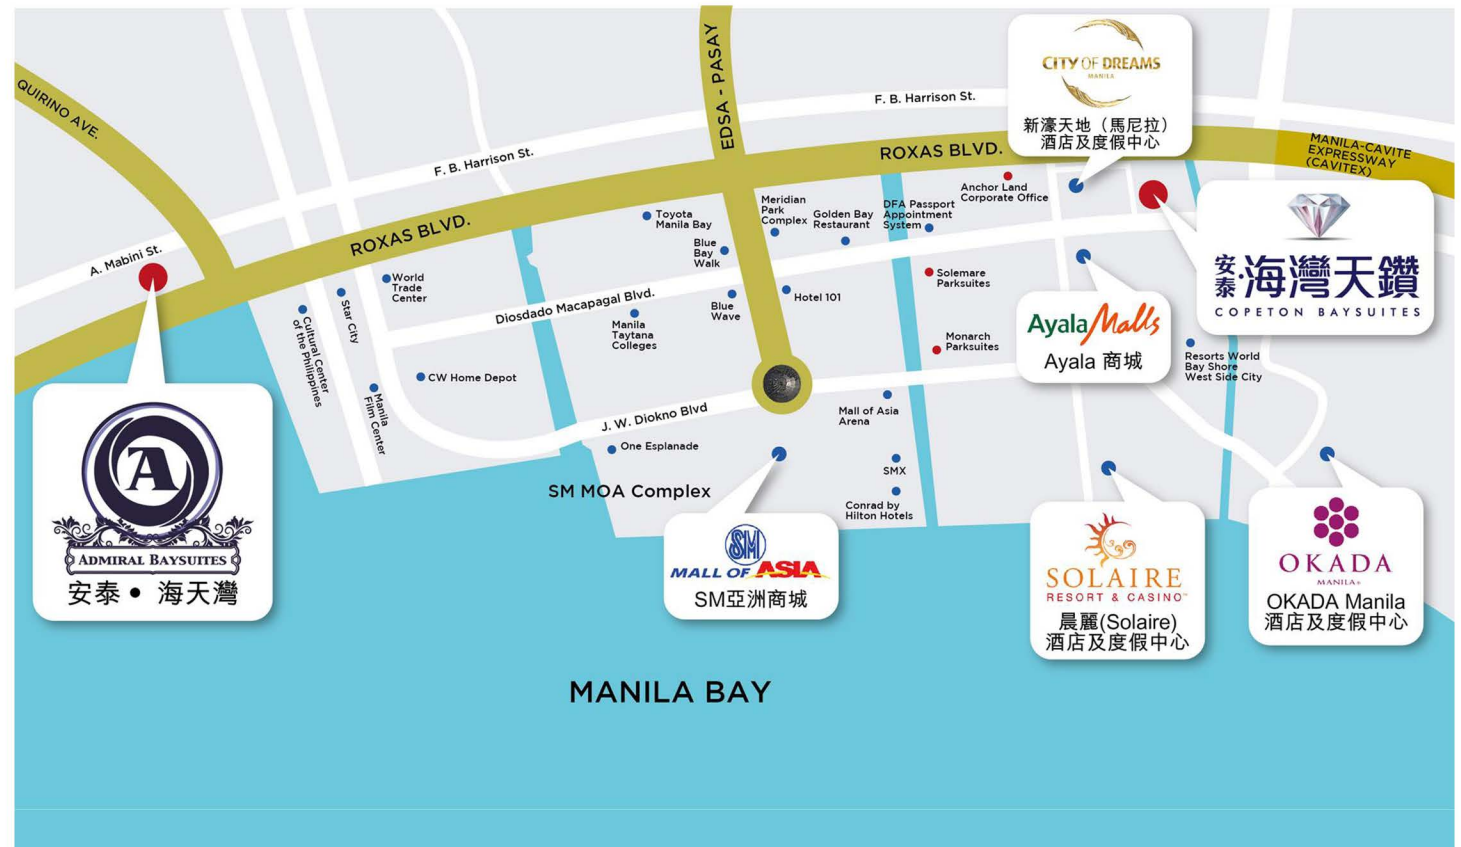 QUIRINO AVE.
EDSA - PASAY
F. B. Harrison St.
CITY OF DREAMS
MANILA
新濠天地（馬尼拉）
酒店及度假中心
F. B. Harrison St.
ROXAS BLVD.
MANILA-CAVITE
EXPRESSWAY
(CAVITEX)
A. Mabini St.
ROXAS BLVD.
Toyota
Manila Bay
Meridian
Park
Complex
Golden Bay
Restaurant
DFA Passport
Appointment
System
Anchor Land
Corporate Office
Blue
Bay
Walk
World
Trade
Center
Star City
Cultural Center
of the Philippines
Diosdado Macapagal Blvd.
Blue
Wave
Hotel 101
Solemare
Parksuites
安泰·海灣天鑽
COPETON BAYSUITES
Manila
Taytana
Colleges
Monarch
Parksuites
Ayala Malls
Ayala 商城
Resorts World
Bay Shore
West Side City
CW Home Depot
Manila
Film Center
J. W. Diokno Blvd
Mall of Asia
Arena
One Esplanade
SMX
SM MOA Complex
Conrad by
Hilton Hotels
A
ADMIRAL BAYSUITES
安泰 • 海天灣
SM
MALL OF ASIA
SM亞洲商城
SOLAIRE
RESORT & CASINO
晨麗(Solaire)
酒店及度假中心
OKADA
MANILA
OKADA Manila
酒店及度假中心
MANILA BAY